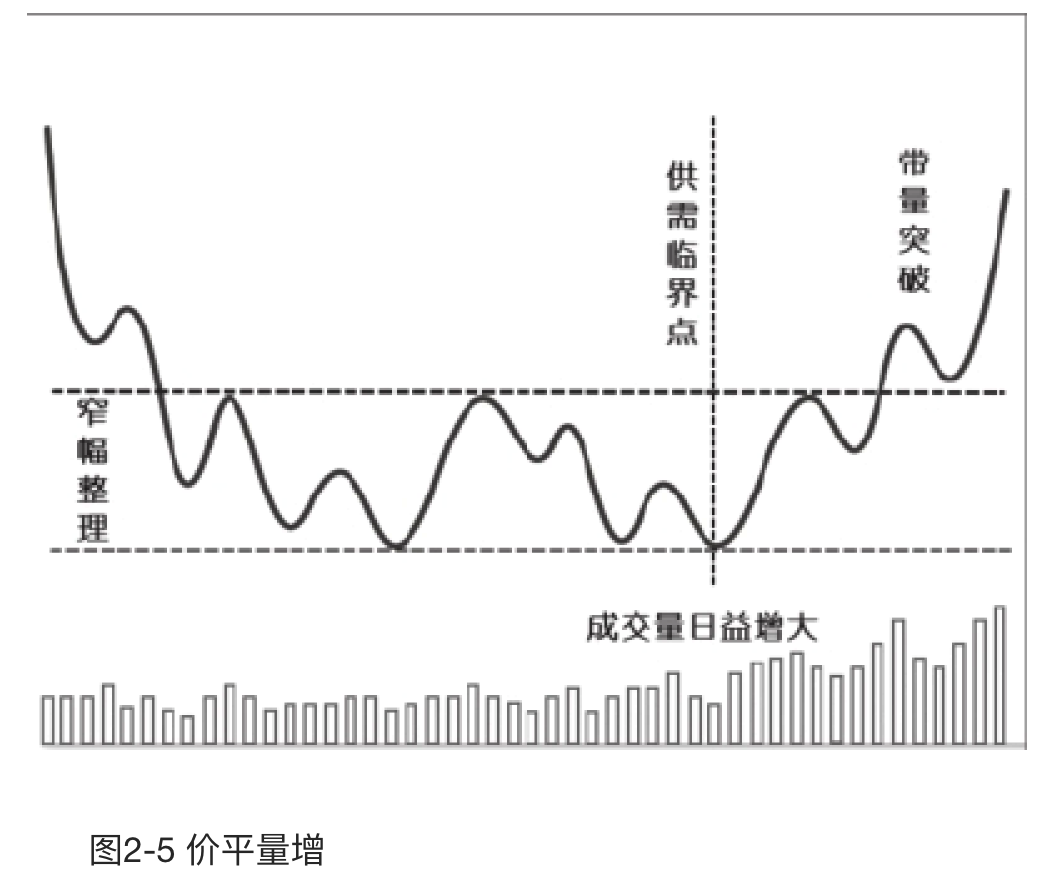 供需临界点
带量突破
窄幅整理
成交量日益增大
图2-5 价平量增